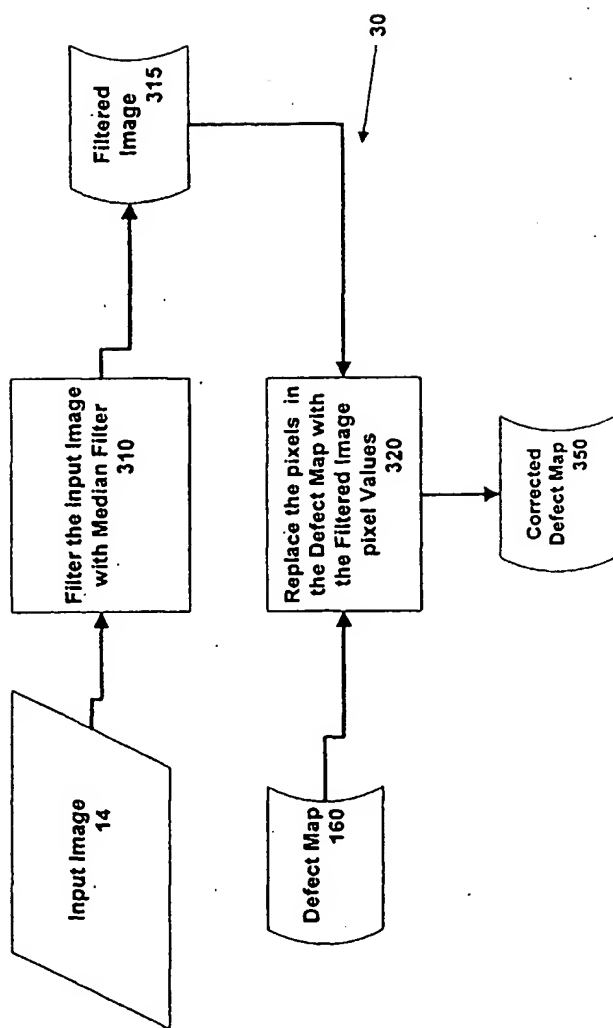 Input Image
14
Filter the Input Image
with Median Filter
310
Filtered
Image
315
Defect Map
160
Replace the pixels in
the Defect Map with
the Filtered Image
pixel Values
320
30
Corrected
Defect Map
350